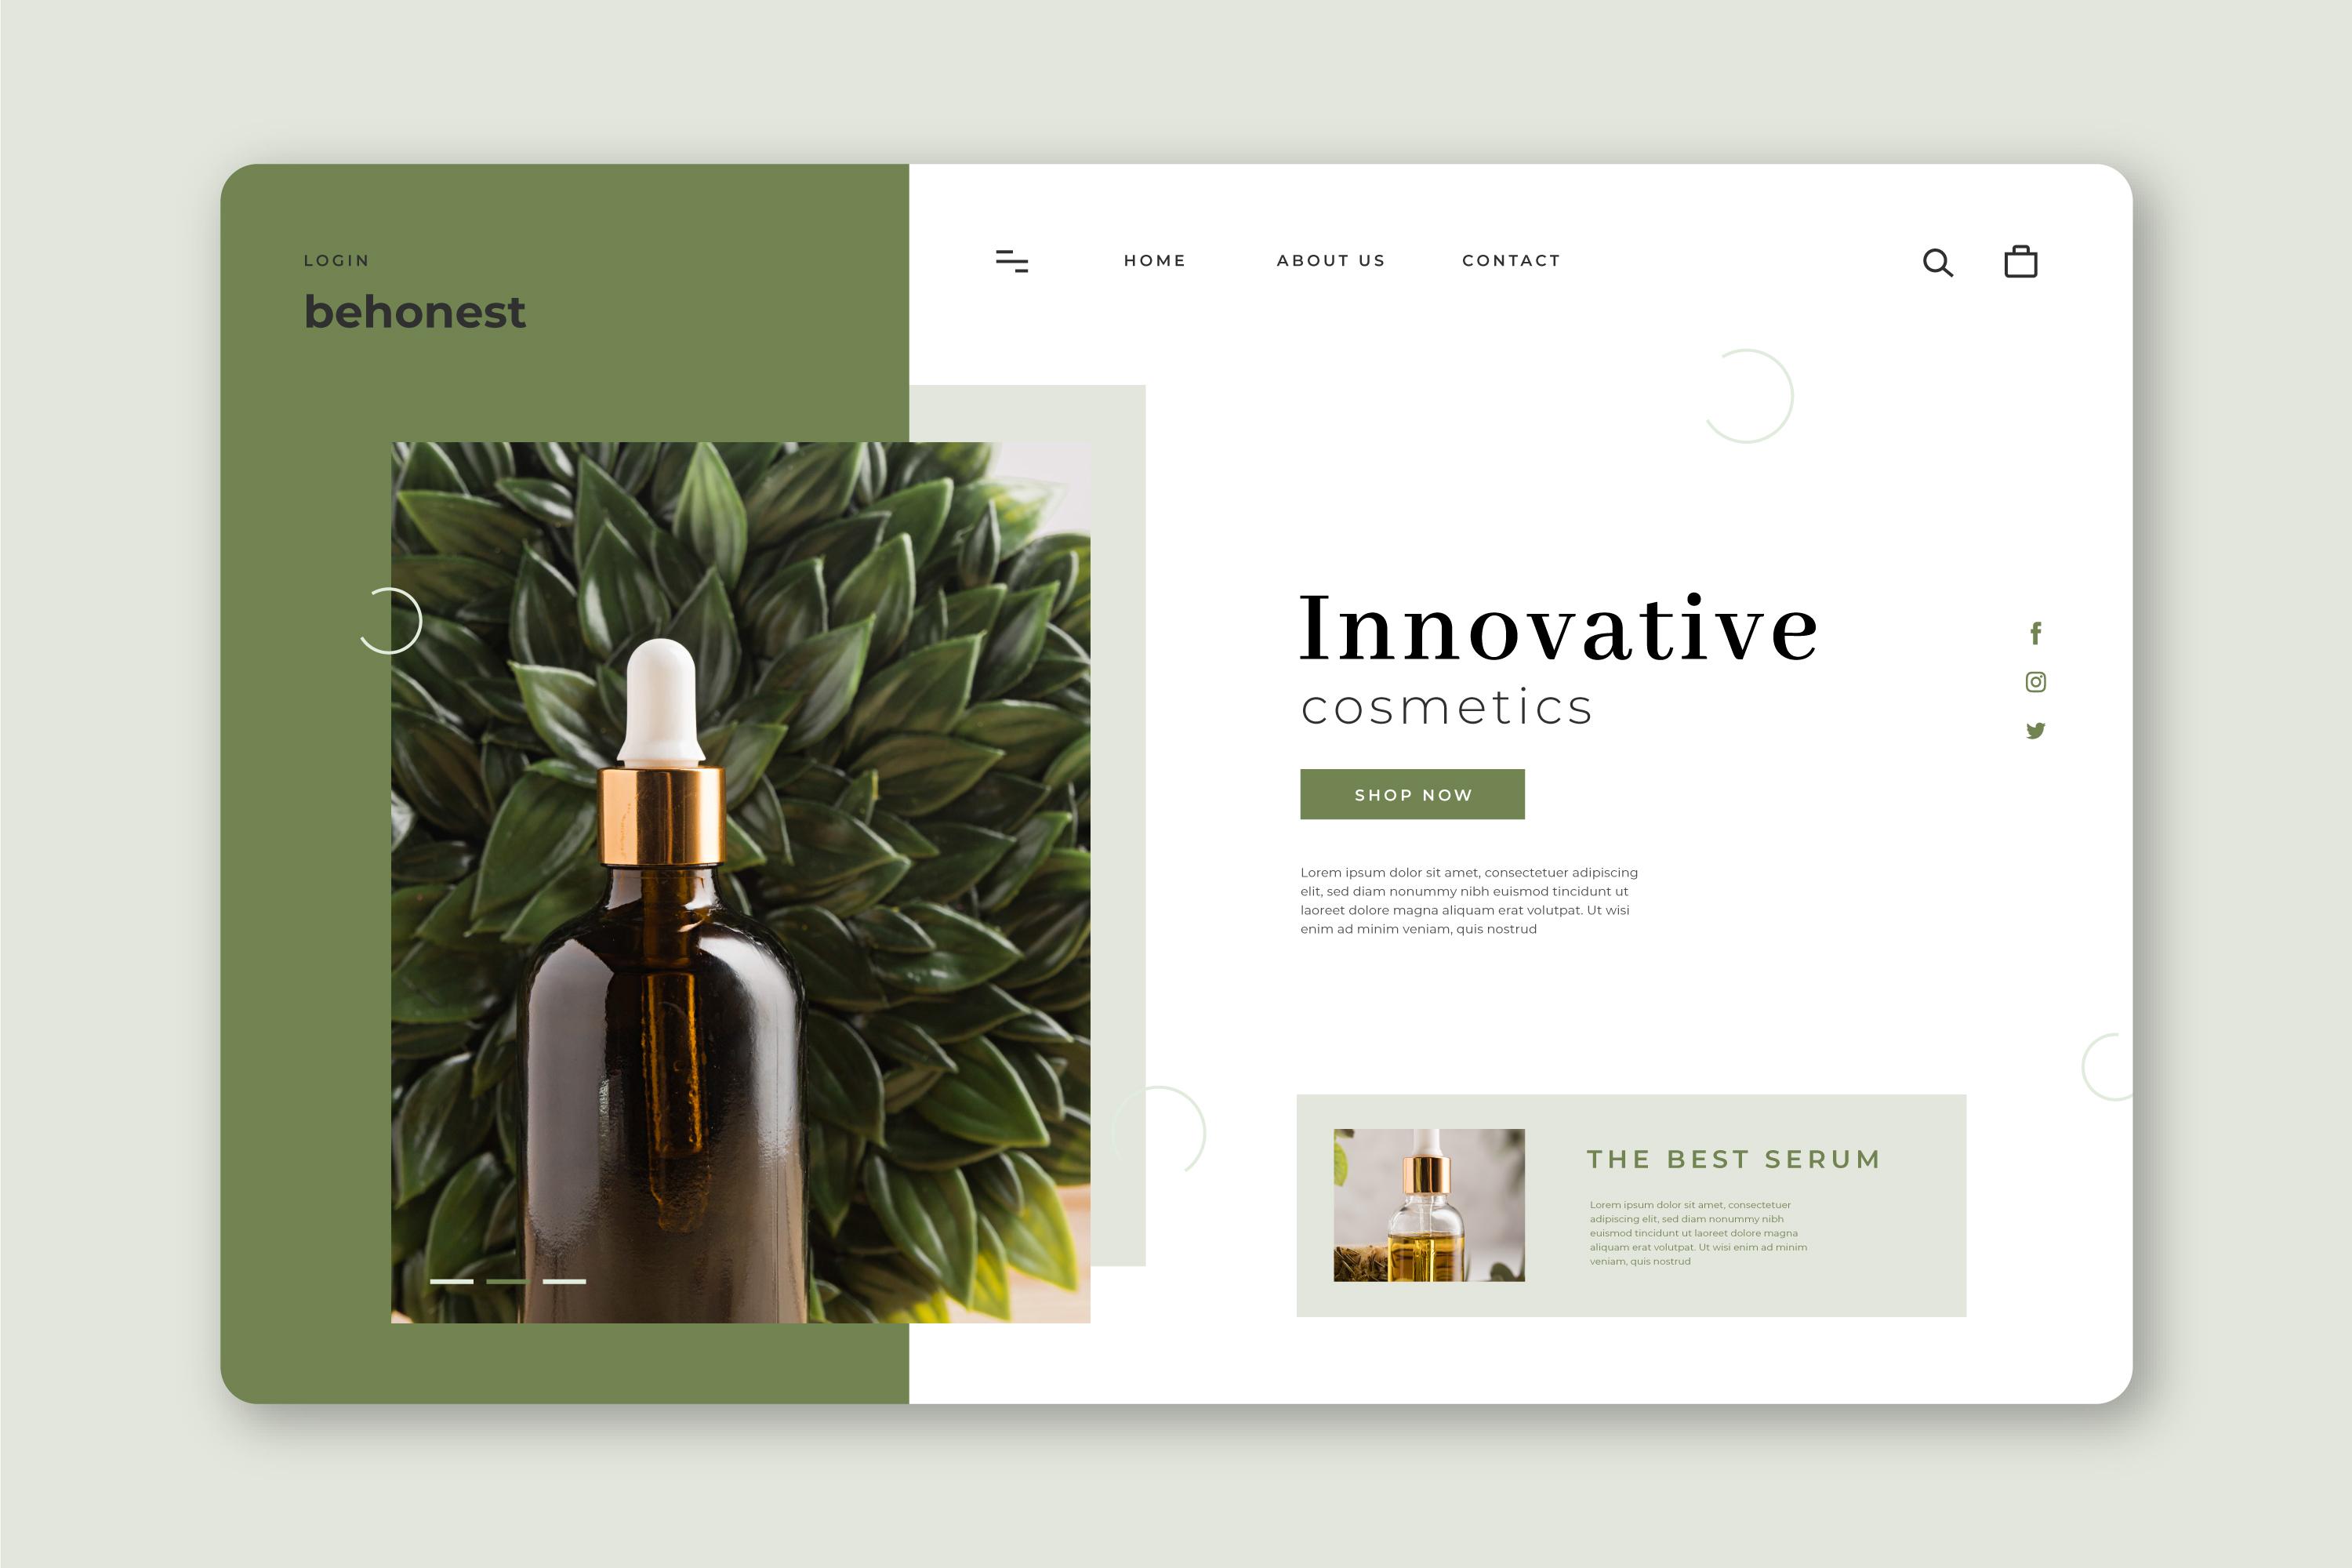 LOGIN
behonest
HOME ABOUT US CONTACT
Innovative
cosmetics
SHOP NOW
Lorem ipsum dolor sit amet, consectetuer adipiscing
elit, sed diam nonummy nibh euismod tincidunt ut
laoreet dolore magna aliquam erat volutpat. Ut wisi
enim ad minim veniam, quis nostrud
THE BEST SERUM
Lorem ipsum dolor sit amet, consectetuer
adipiscing elit, sed diam nonummy nibh
euismod tincidunt ut laoreet dolore magna
aliquam erat volutpat. Ut wisi enim ad minim
veniam, quis nostrud